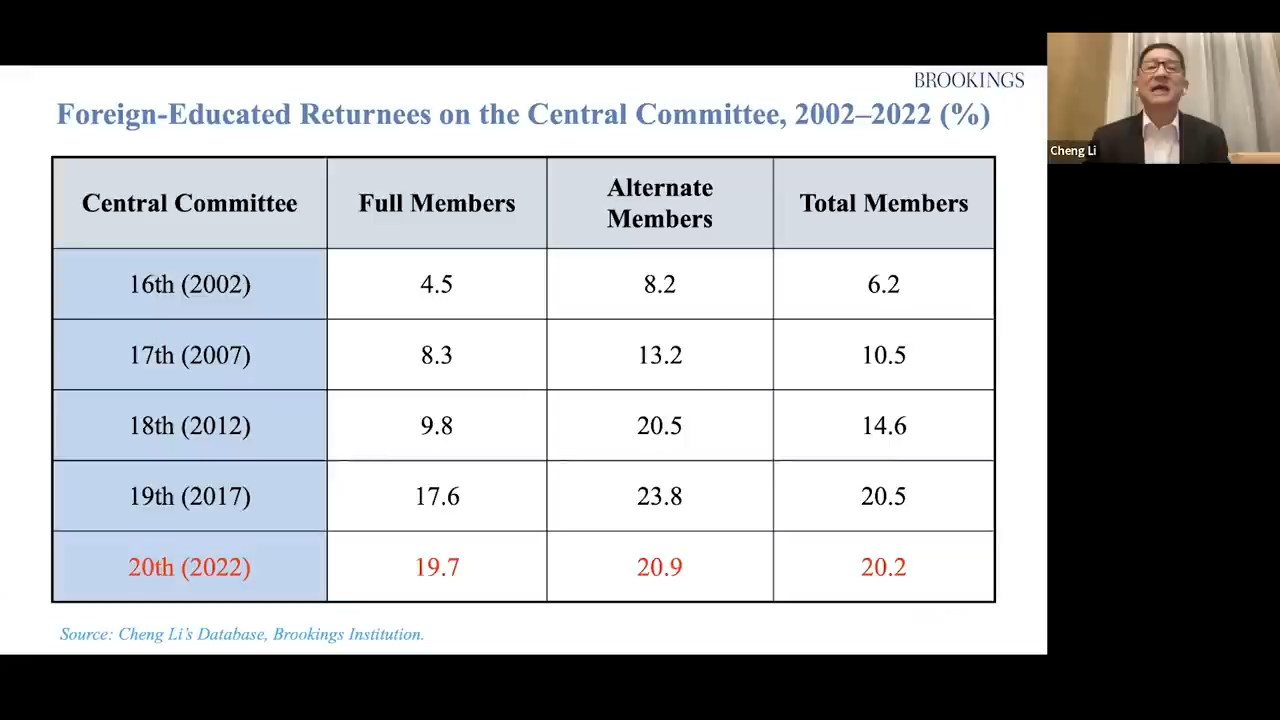 BROOKINGS
Foreign-Educated Returnees on the Central Committee, 2002–2022 (%)
Central Committee
Full Members
Alternate
Members
Total Members
16th (2002)
4.5
8.2
6.2
17th (2007)
8.3
13.2
10.5
18th (2012)
9.8
20.5
14.6
19th (2017)
17.6
23.8
20.5
20th (2022)
19.7
20.9
20.2
Source: Cheng Li's Database, Brookings Institution.
Cheng Li